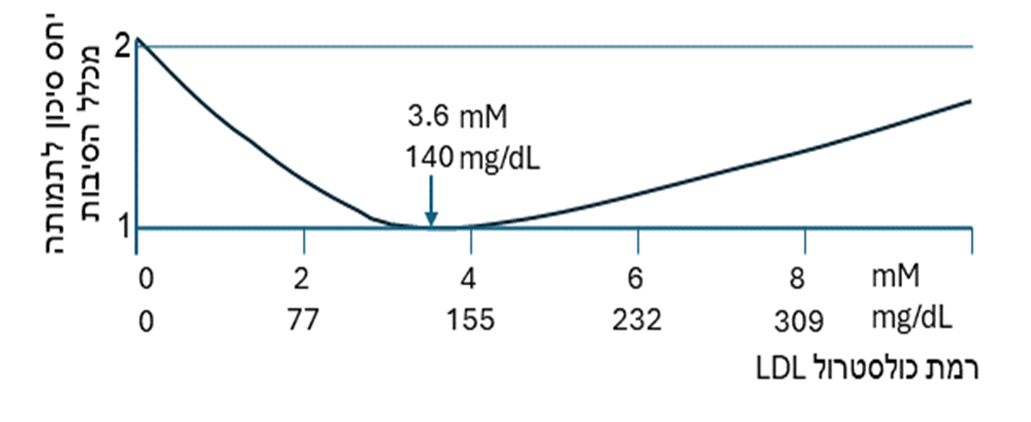 יחס סיכון לתמותה
מכלל הסיבות
2
1
3.6 mM
140 mg/dL
0 2 4 6 8 mM
0 77 155 232 309 mg/dL
רמת כולסטרול LDL